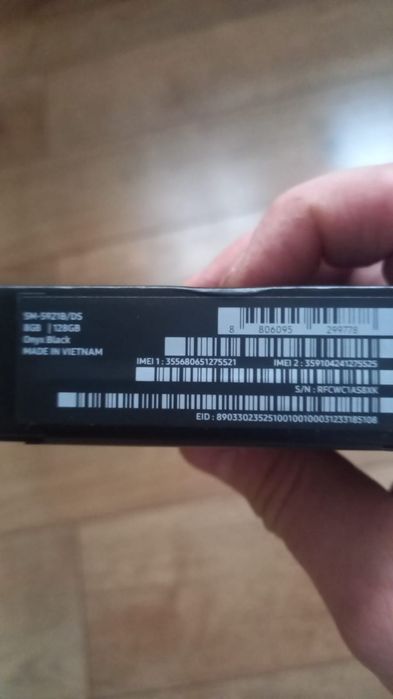 SM-S921B/DS
8GB | 128GB
Onyx Black
MADE IN VIETNAM
8 806095 299778
IMEI 1 : 355680651275521 IMEI 2 : 359104241275525
S/N : RFCWC1AS8XK
EID : 89033023525100100100031233185108